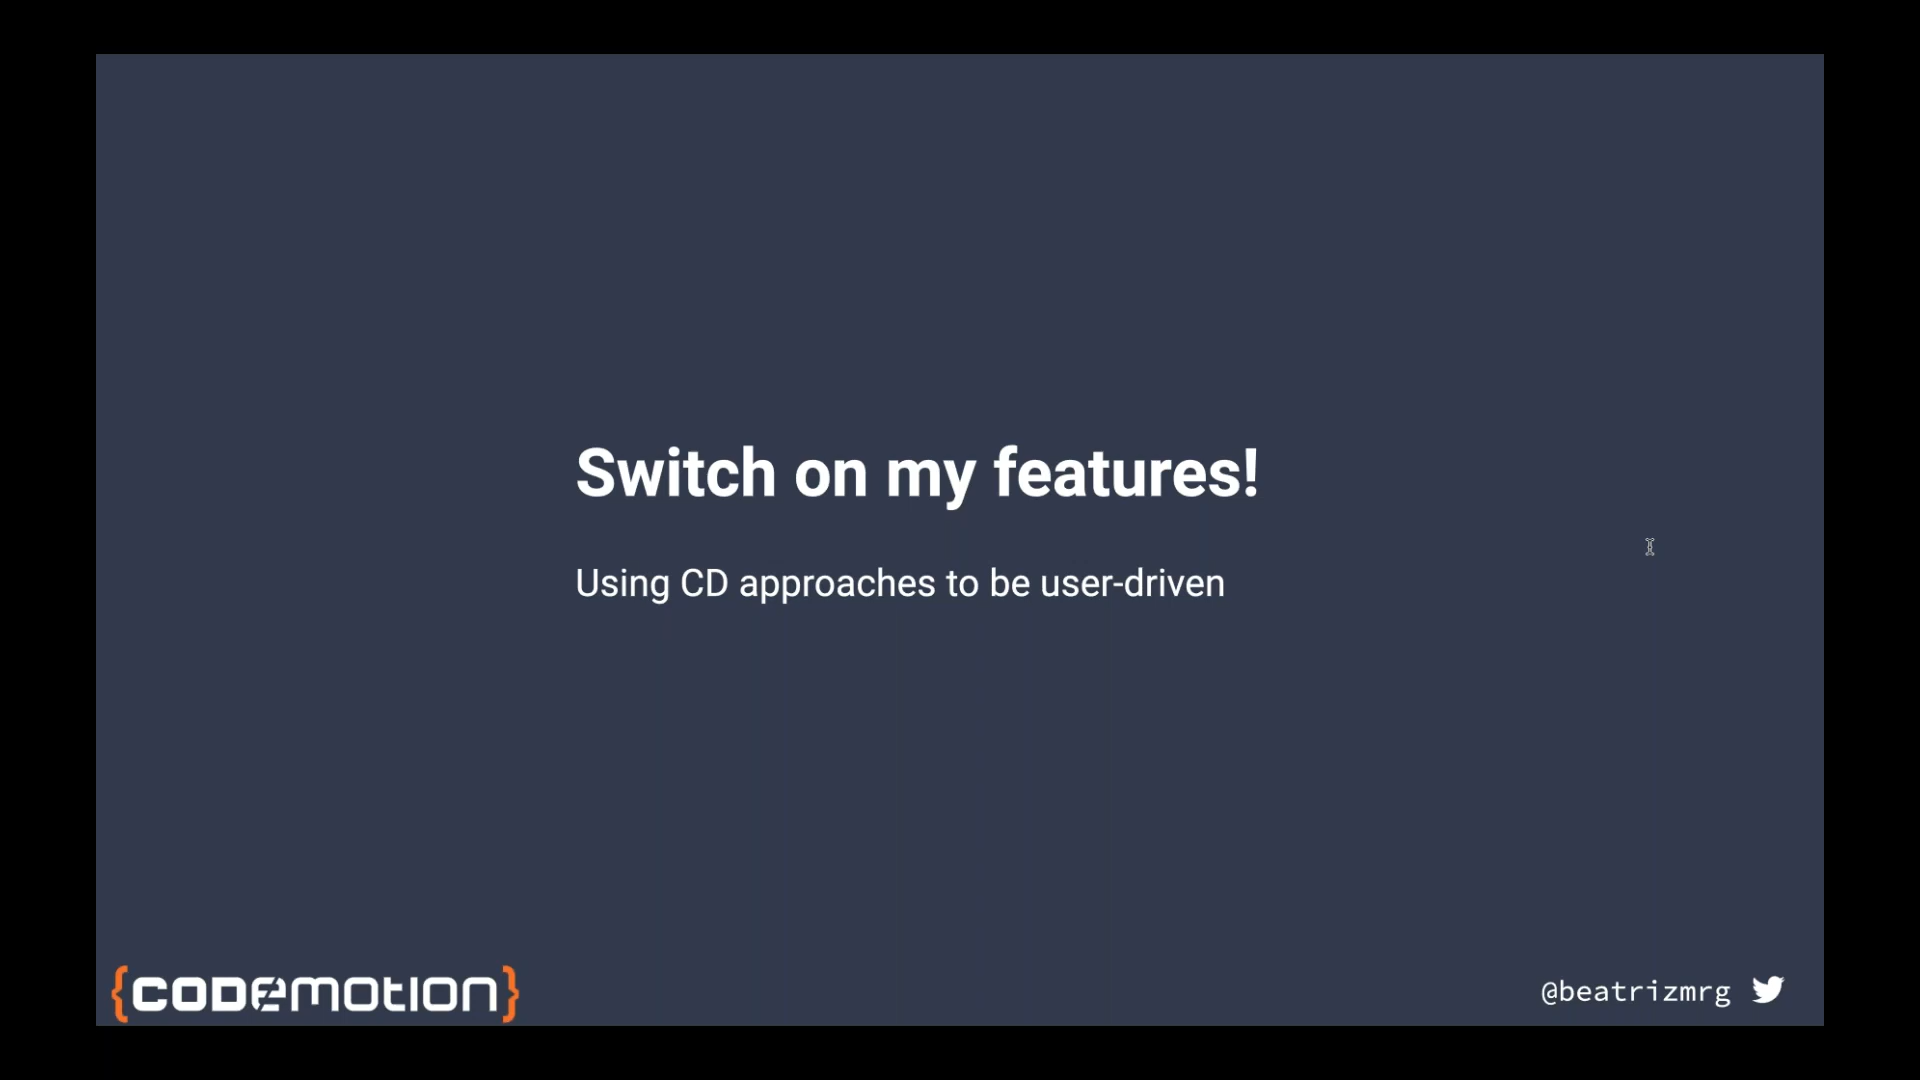 Switch on my features!
Using CD approaches to be user-driven
{CODEMOTION}
@beatrizmrg